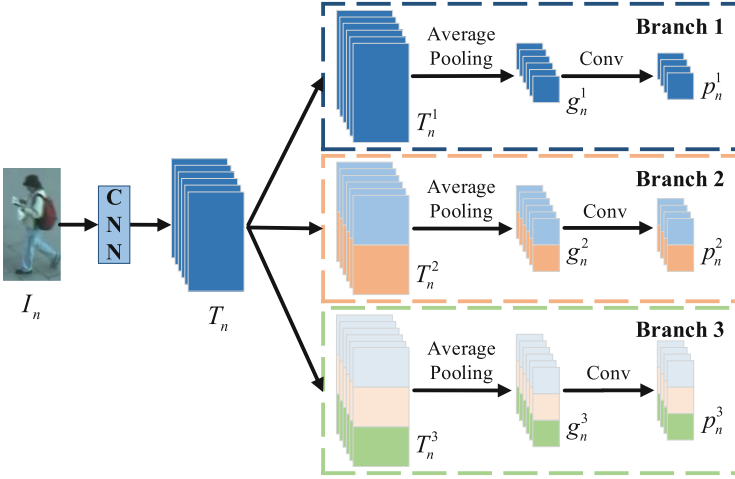 Branch 1
Average
Pooling
Conv
T_n^1
g_n^1
p_n^1
Branch 2
Average
Pooling
Conv
T_n^2
g_n^2
p_n^2
Branch 3
Average
Pooling
Conv
T_n^3
g_n^3
p_n^3
C
N
N
I_n
T_n